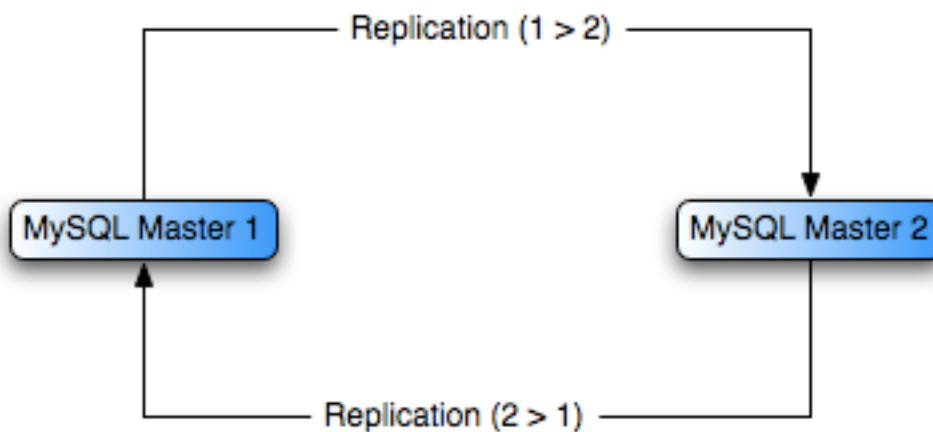 Replication (1 > 2)
MySQL Master 1
MySQL Master 2
Replication (2 > 1)